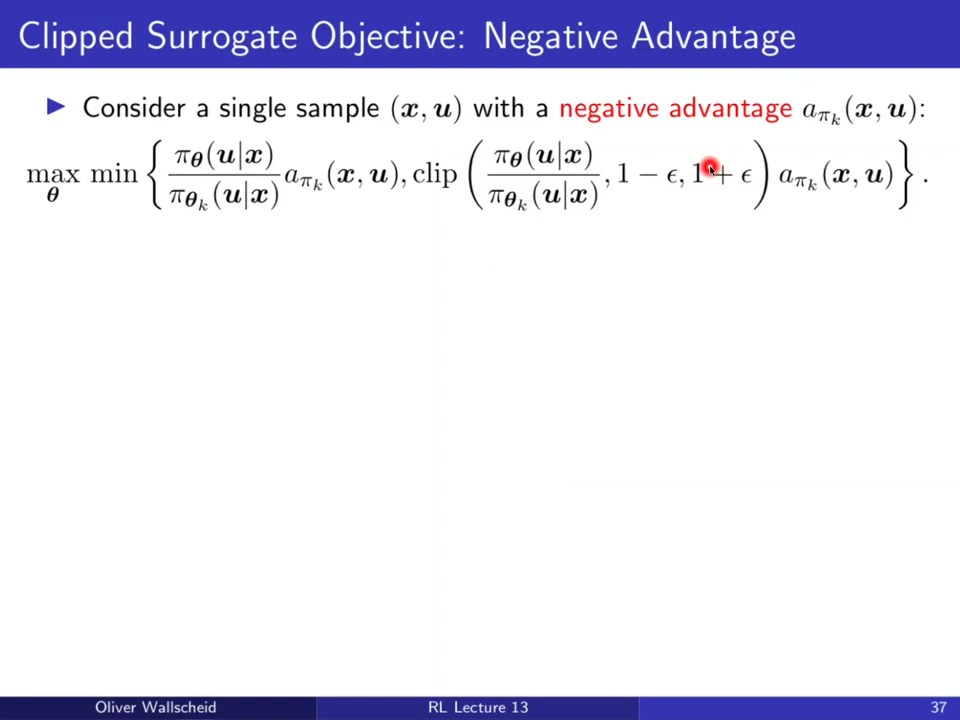 Clipped Surrogate Objective: Negative Advantage
▶ Consider a single sample (𝒙, 𝒖) with a negative advantage a_{π_k}(𝒙, 𝒖):
max_𝜽 min { π_𝜽(𝒖|𝒙) / π_{𝜽_k}(𝒖|𝒙) a_{π_k}(𝒙, 𝒖), clip ( π_𝜽(𝒖|𝒙) / π_{𝜽_k}(𝒖|𝒙) , 1 − ϵ, 1 + ϵ ) a_{π_k}(𝒙, 𝒖) } .
Oliver Wallscheid RL Lecture 13 37